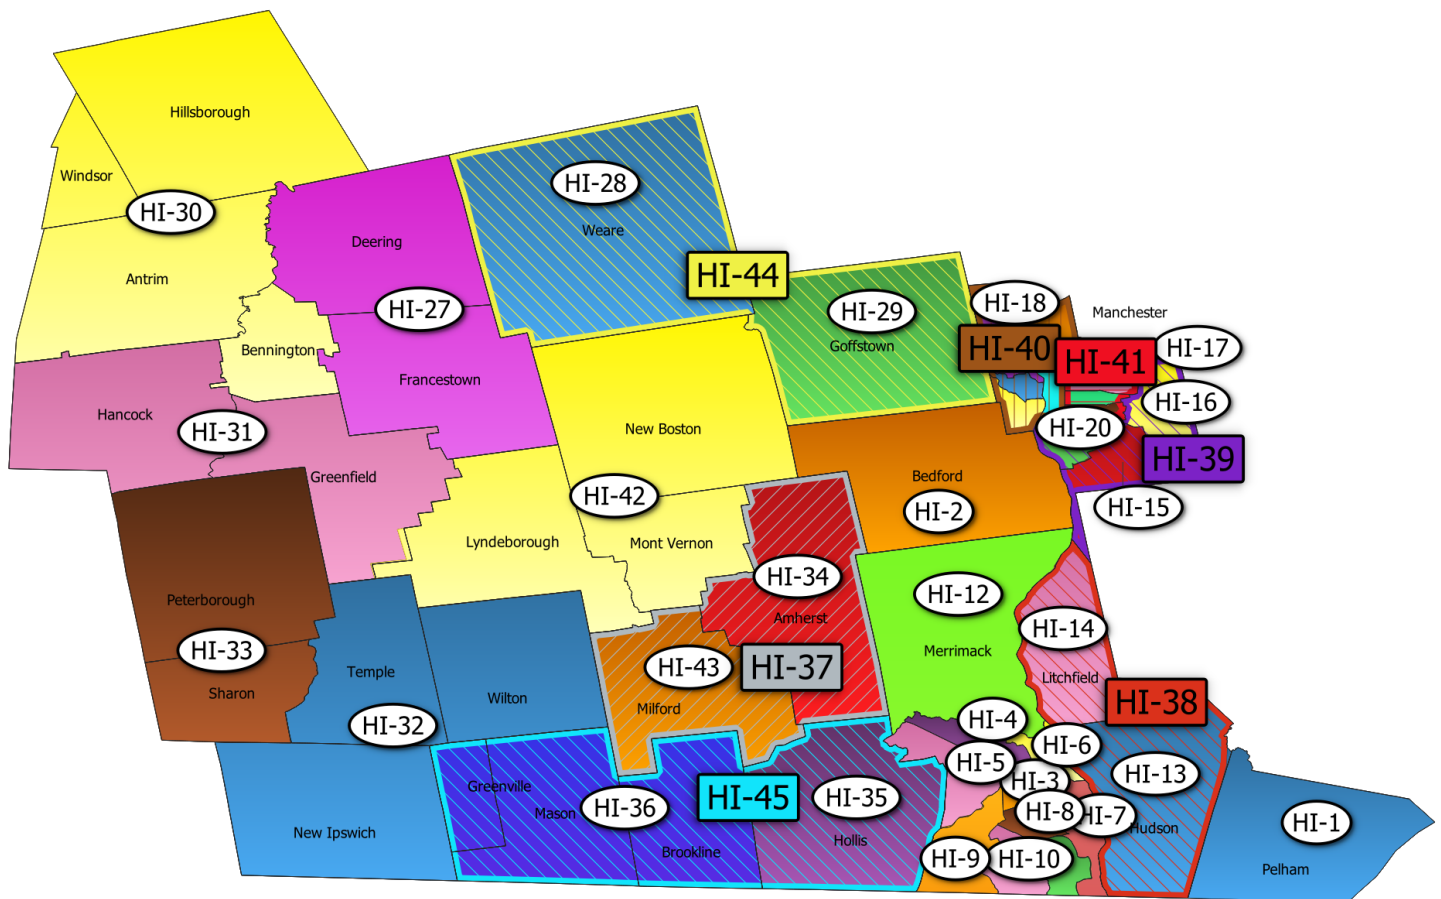 Hillsborough
Windsor
HI-30
Antrim
Deering
HI-27
Bennington
Francestown
HI-28
Weare
HI-44
HI-29
Goffstown
HI-18
Manchester
HI-40
HI-41
HI-17
HI-16
HI-20
HI-39
HI-15
Hancock
HI-31
Greenfield
New Boston
HI-42
Bedford
HI-2
Lyndeborough
Mont Vernon
HI-34
Amherst
HI-12
Merrimack
HI-14
Litchfield
HI-38
Peterborough
HI-33
Sharon
Temple
HI-32
Wilton
HI-43
HI-37
Milford
HI-4
HI-6
HI-5
HI-3
HI-13
HI-8
HI-7
Hudson
HI-1
Pelham
HI-9
HI-10
New Ipswich
Greenville
Mason
HI-36
Brookline
HI-45
HI-35
Hollis